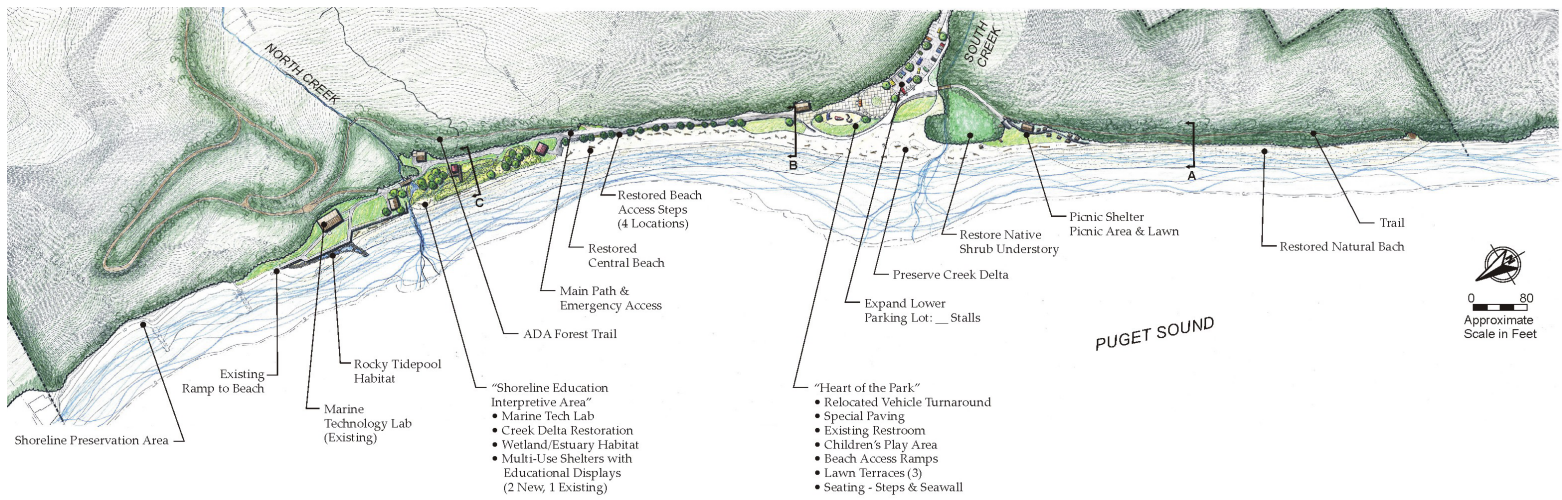 NORTH CREEK
SOUTH
CREEK
B
A
C
Restored Beach
Access Steps
(4 Locations)
Restored
Central Beach
Main Path &
Emergency Access
ADA Forest Trail
Picnic Shelter
Picnic Area & Lawn
Trail
Restored Natural Bach
Restore Native
Shrub Understory
Preserve Creek Delta
Expand Lower
Parking Lot: __ Stalls
N
0 80
Approximate
Scale in Feet
PUGET SOUND
Existing
Ramp to Beach
Rocky Tidepool
Habitat
Marine
Technology Lab
(Existing)
Shoreline Preservation Area
“Shoreline Education
Interpretive Area”
• Marine Tech Lab
• Creek Delta Restoration
• Wetland/Estuary Habitat
• Multi-Use Shelters with
Educational Displays
(2 New, 1 Existing)
“Heart of the Park”
• Relocated Vehicle Turnaround
• Special Paving
• Existing Restroom
• Children's Play Area
• Beach Access Ramps
• Lawn Terraces (3)
• Seating - Steps & Seawall